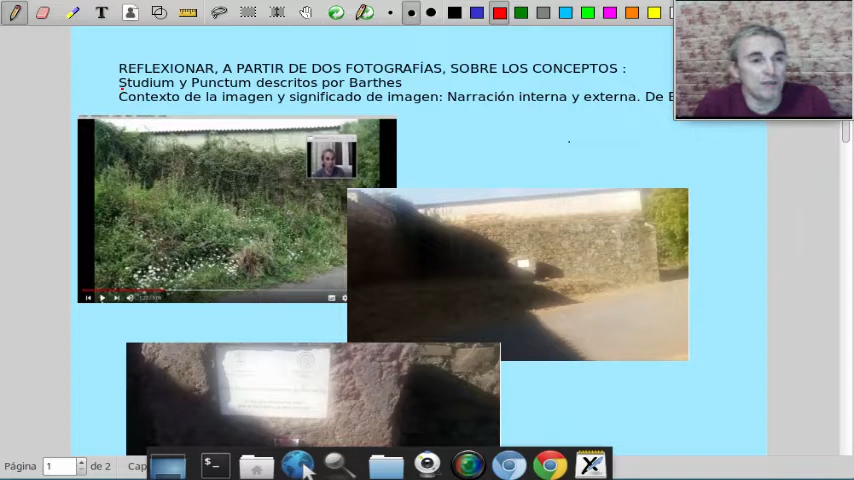 T
REFLEXIONAR, A PARTIR DE DOS FOTOGRAFÍAS, SOBRE LOS CONCEPTOS :
Studium y Punctum descritos por Barthes
Contexto de la imagen y significado de imagen: Narración interna y externa. De
Página 1 de 2 Cap